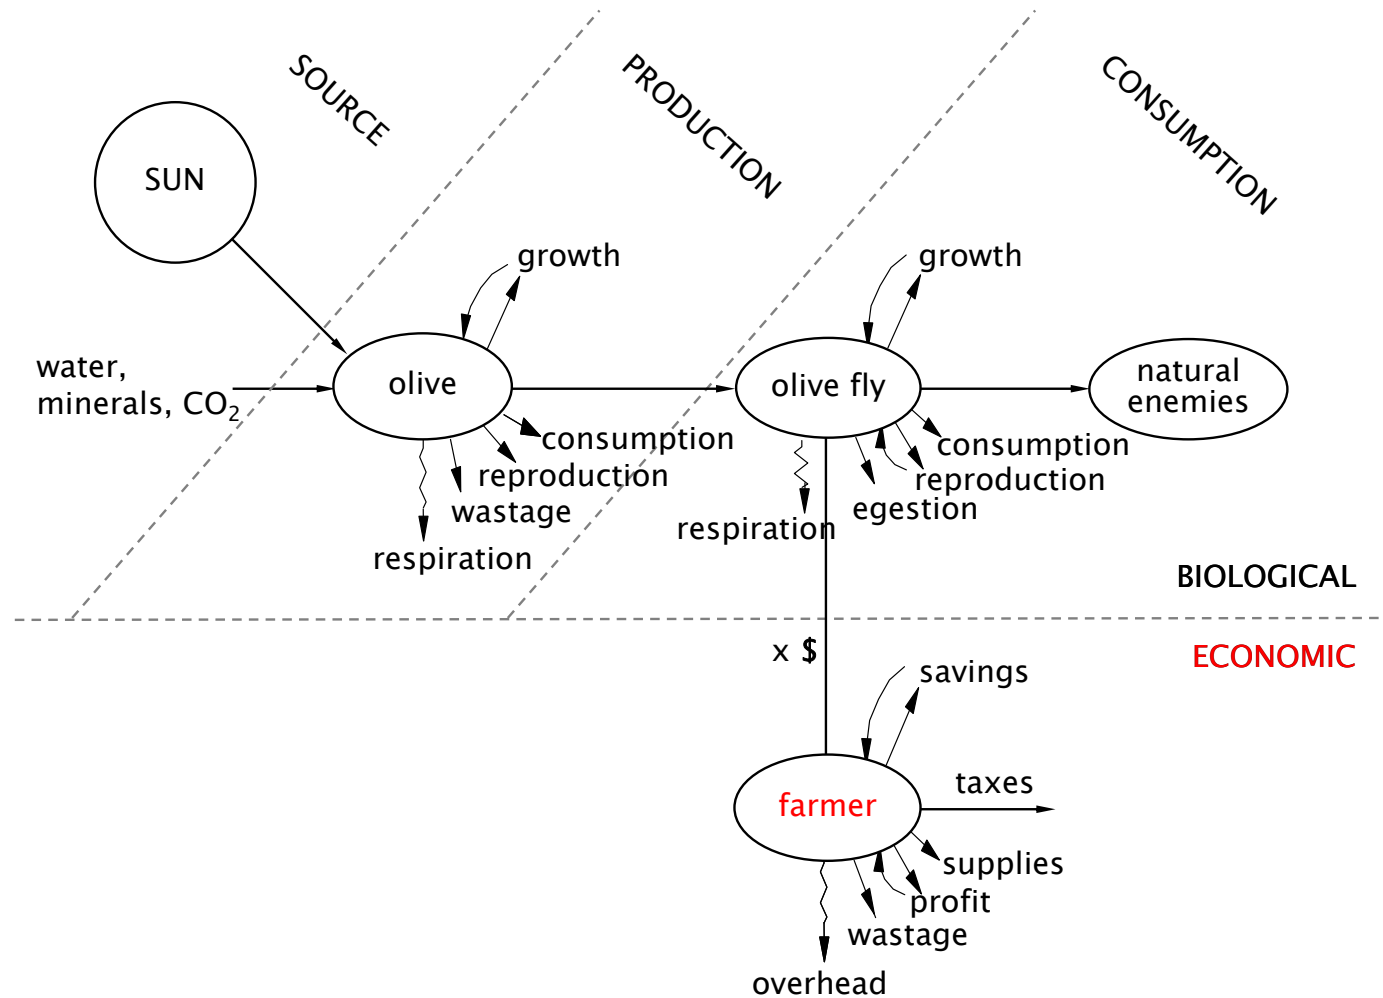 SOURCE
PRODUCTION
CONSUMPTION
SUN
growth
growth
water,
minerals, CO₂
olive
olive fly
natural
enemies
consumption
reproduction
wastage
respiration
consumption
reproduction
egestion
respiration
BIOLOGICAL
x $
ECONOMIC
savings
farmer
taxes
supplies
profit
wastage
overhead